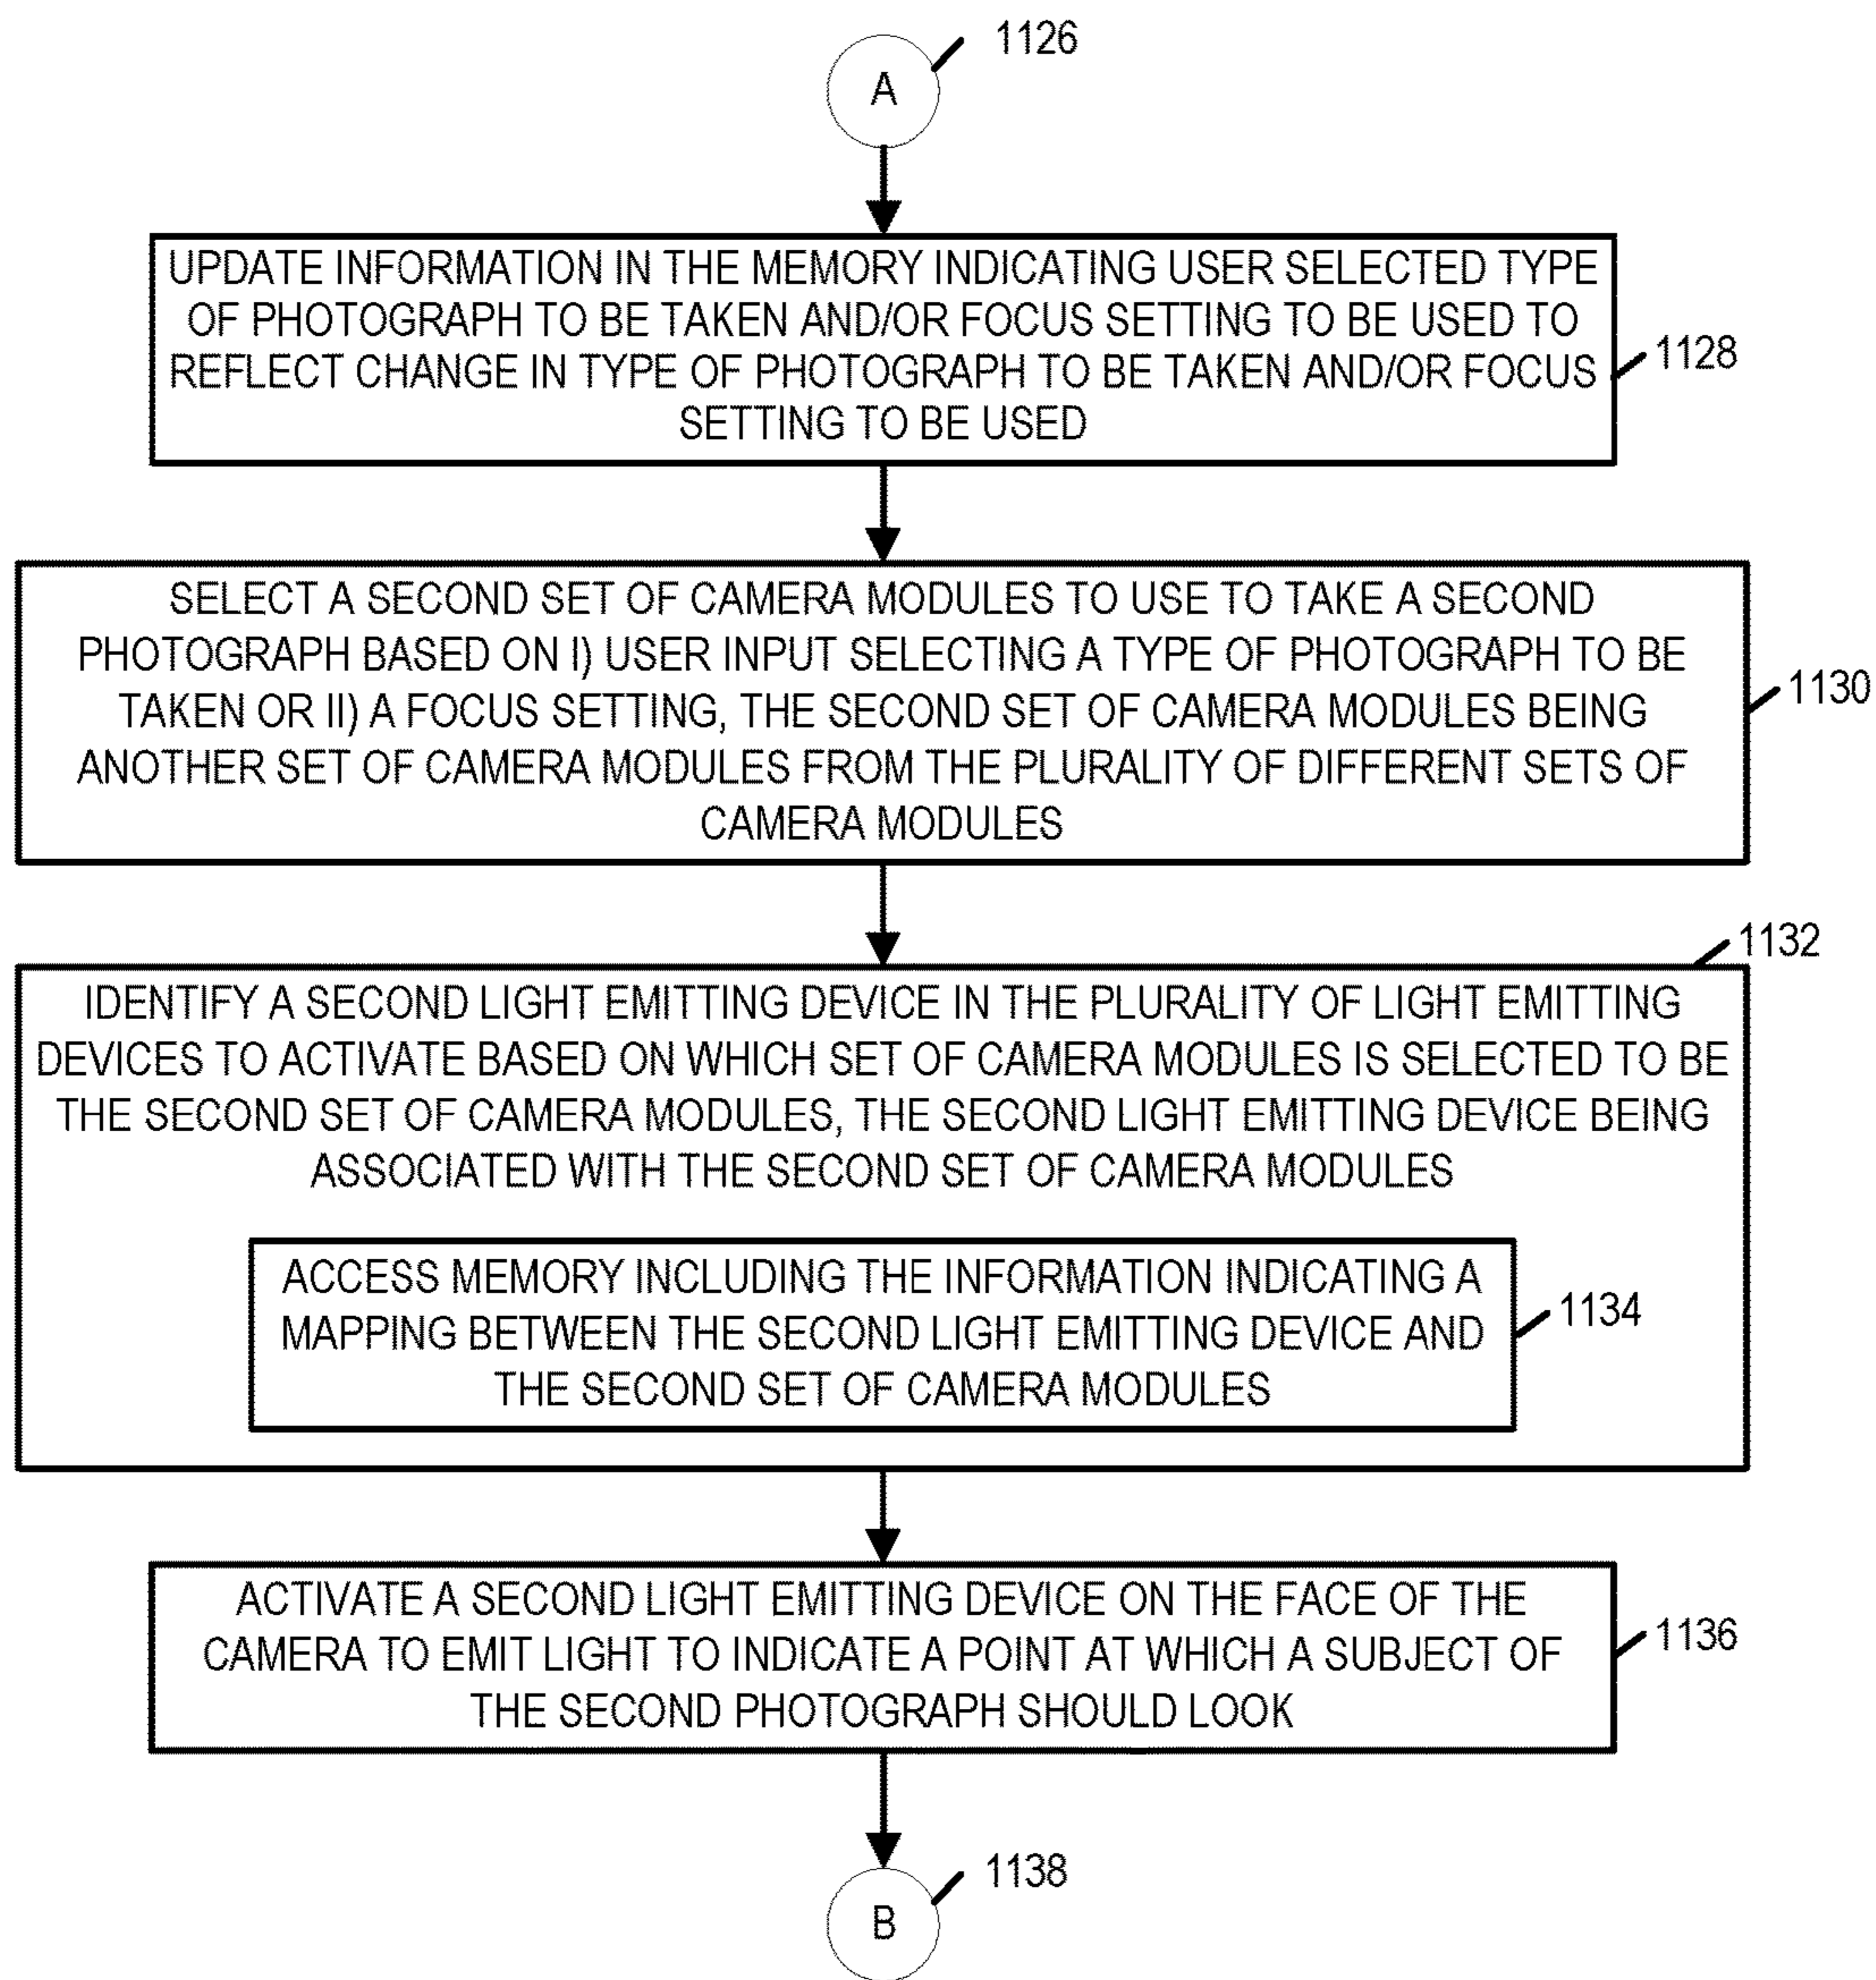 1126
A
UPDATE INFORMATION IN THE MEMORY INDICATING USER SELECTED TYPE
OF PHOTOGRAPH TO BE TAKEN AND/OR FOCUS SETTING TO BE USED TO
REFLECT CHANGE IN TYPE OF PHOTOGRAPH TO BE TAKEN AND/OR FOCUS
SETTING TO BE USED
1128
SELECT A SECOND SET OF CAMERA MODULES TO USE TO TAKE A SECOND
PHOTOGRAPH BASED ON I) USER INPUT SELECTING A TYPE OF PHOTOGRAPH TO BE
TAKEN OR II) A FOCUS SETTING, THE SECOND SET OF CAMERA MODULES BEING
ANOTHER SET OF CAMERA MODULES FROM THE PLURALITY OF DIFFERENT SETS OF
CAMERA MODULES
1130
1132
IDENTIFY A SECOND LIGHT EMITTING DEVICE IN THE PLURALITY OF LIGHT EMITTING
DEVICES TO ACTIVATE BASED ON WHICH SET OF CAMERA MODULES IS SELECTED TO BE
THE SECOND SET OF CAMERA MODULES, THE SECOND LIGHT EMITTING DEVICE BEING
ASSOCIATED WITH THE SECOND SET OF CAMERA MODULES
ACCESS MEMORY INCLUDING THE INFORMATION INDICATING A
MAPPING BETWEEN THE SECOND LIGHT EMITTING DEVICE AND
THE SECOND SET OF CAMERA MODULES
1134
ACTIVATE A SECOND LIGHT EMITTING DEVICE ON THE FACE OF THE
CAMERA TO EMIT LIGHT TO INDICATE A POINT AT WHICH A SUBJECT OF
THE SECOND PHOTOGRAPH SHOULD LOOK
1136
1138
B